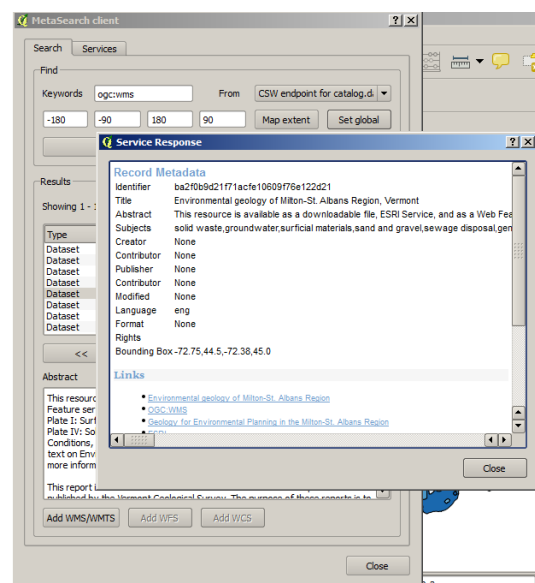 MetaSearch client
Search Services
Find
Keywords ogc:wms From CSW endpoint for catalog.d
-180 -90 180 90 Map extent Set global
Service Response
Record Metadata
Identifier ba2f0b9d21f71acfe10609f76e122d21
Title Environmental geology of Milton-St. Albans Region, Vermont
Abstract This resource is available as a downloadable file, ESRI Service, and as a Web Fea
Subjects solid waste,groundwater,surficial materials,sand and gravel,sewage disposal,gen
Creator None
Contributor None
Publisher None
Contributor None
Modified None
Language eng
Format None
Rights
Bounding Box -72.75,44.5,-72.38,45.0
Links
Environmental geology of Milton-St. Albans Region
OGC:WMS
Geology for Environmental Planning in the Milton-St. Albans Region
Close
Results
Showing 1 -
Type
Dataset
Dataset
Dataset
Dataset
Dataset
Dataset
Dataset
Dataset
<<
Abstract
This resourc
Feature ser
Plate I: Surf
Plate IV: So
Conditions,
text on Env
more inform
This report i
published by the Vermont Geological Survey. The purpose of these reports is to
Add WMS/WMTS Add WFS Add WCS
Close